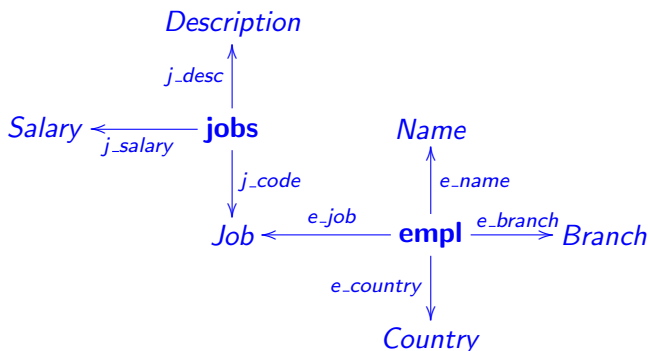 Description
j_desc
Salary
j_salary
jobs
Name
j_code
e_name
Job
e_job
empl
e_branch
Branch
e_country
Country